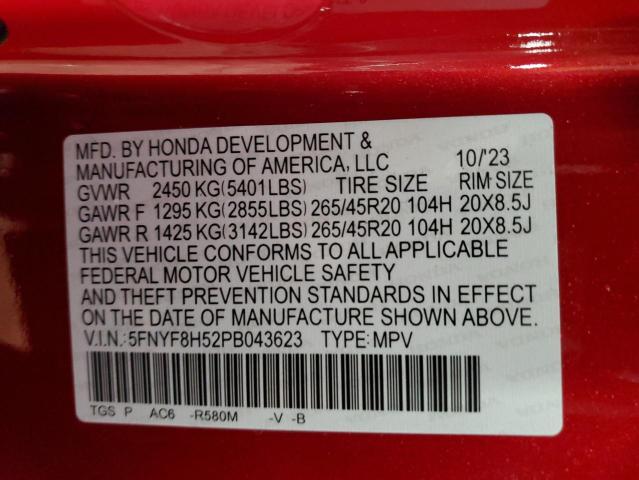 MFD. BY HONDA DEVELOPMENT &
MANUFACTURING OF AMERICA, LLC 10/'23
GVWR 2450 KG(5401LBS) TIRE SIZE RIM SIZE
GAWR F 1295 KG(2855LBS) 265/45R20 104H 20X8.5J
GAWR R 1425 KG(3142LBS) 265/45R20 104H 20X8.5J
THIS VEHICLE CONFORMS TO ALL APPLICABLE
FEDERAL MOTOR VEHICLE SAFETY
AND THEFT PREVENTION STANDARDS IN EFFECT
ON THE DATE OF MANUFACTURE SHOWN ABOVE.
V.I.N.:5FNYF8H52PB043623 TYPE:MPV
TGS P AC6 -R580M -V -B